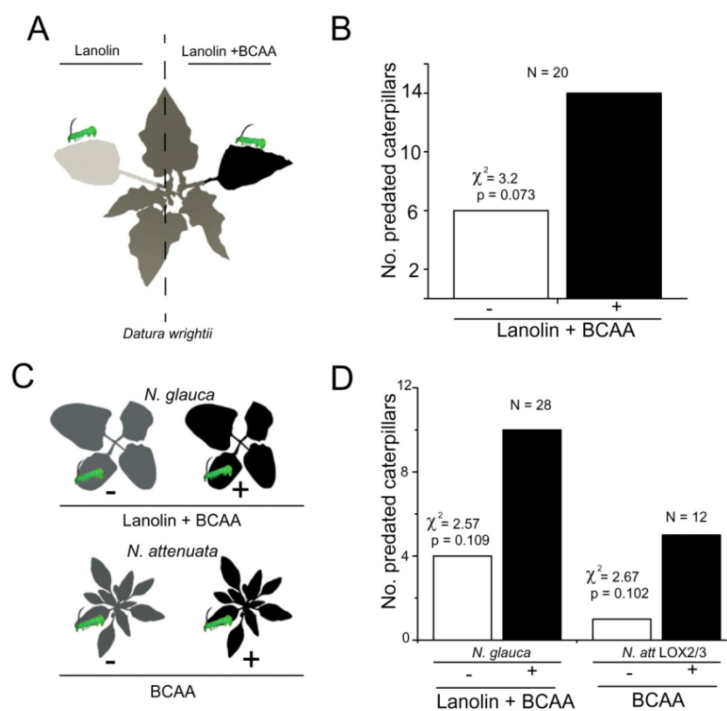 A
Lanolin
Lanolin +BCAA
Datura wrightii
B
No. predated caterpillars
14
10
6
2
N = 20
χ²= 3.2
p = 0.073
- +
Lanolin + BCAA
C
N. glauca
- +
Lanolin + BCAA
N. attenuata
- +
BCAA
D
No. predated caterpillars
12
8
4
0
N = 28
χ²= 2.57
p = 0.109
N = 12
χ²= 2.67
p = 0.102
N. glauca
N. att LOX2/3
- + - +
Lanolin + BCAA
BCAA